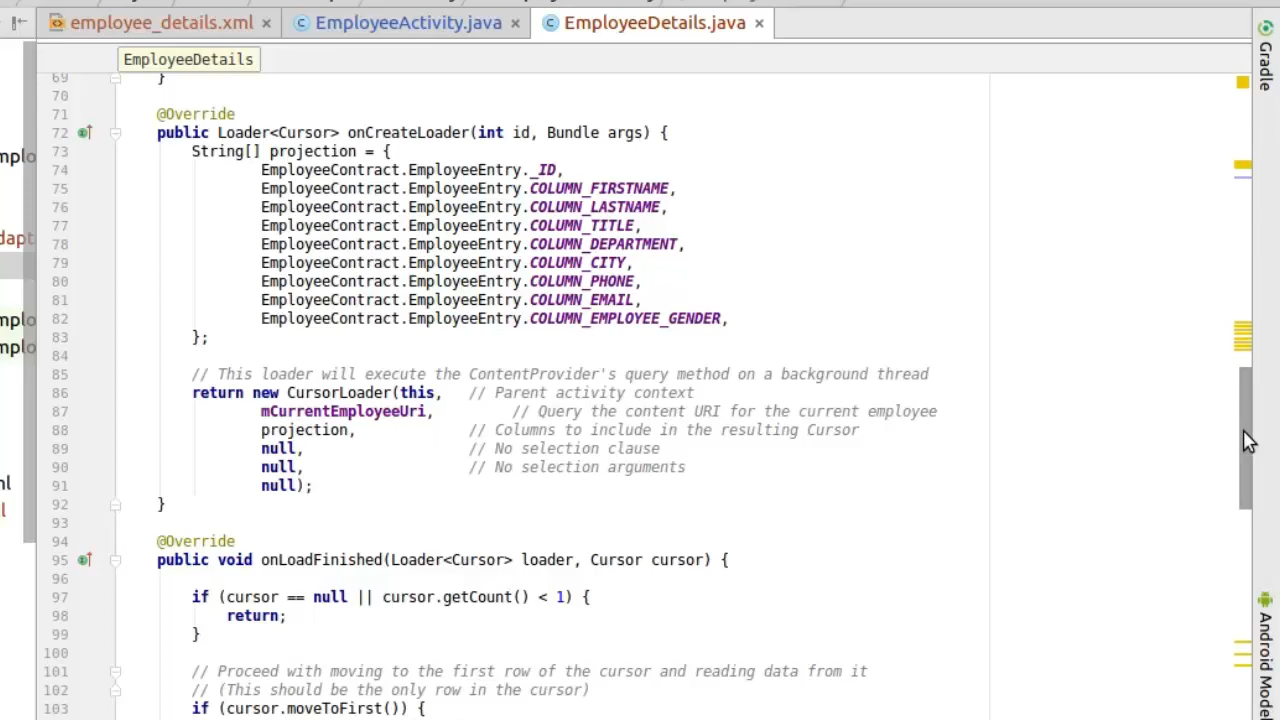 employee_details.xml
EmployeeActivity.java
EmployeeDetails.java
EmployeeDetails
Gradle
mplo
dapt
mplo
mplo
ml
l
69 }
70
71 @Override
72 public Loader<Cursor> onCreateLoader(int id, Bundle args) {
73 String[] projection = {
74 EmployeeContract.EmployeeEntry._ID,
75 EmployeeContract.EmployeeEntry.COLUMN_FIRSTNAME,
76 EmployeeContract.EmployeeEntry.COLUMN_LASTNAME,
77 EmployeeContract.EmployeeEntry.COLUMN_TITLE,
78 EmployeeContract.EmployeeEntry.COLUMN_DEPARTMENT,
79 EmployeeContract.EmployeeEntry.COLUMN_CITY,
80 EmployeeContract.EmployeeEntry.COLUMN_PHONE,
81 EmployeeContract.EmployeeEntry.COLUMN_EMAIL,
82 EmployeeContract.EmployeeEntry.COLUMN_EMPLOYEE_GENDER,
83 };
84
85 // This loader will execute the ContentProvider's query method on a background thread
86 return new CursorLoader(this, // Parent activity context
87 mCurrentEmployeeUri, // Query the content URI for the current employee
88 projection, // Columns to include in the resulting Cursor
89 null, // No selection clause
90 null, // No selection arguments
91 null);
92 }
93
94 @Override
95 public void onLoadFinished(Loader<Cursor> loader, Cursor cursor) {
96
97 if (cursor == null || cursor.getCount() < 1) {
98 return;
99 }
100
101 // Proceed with moving to the first row of the cursor and reading data from it
102 // (This should be the only row in the cursor)
103 if (cursor.moveToFirst()) {
Android Model